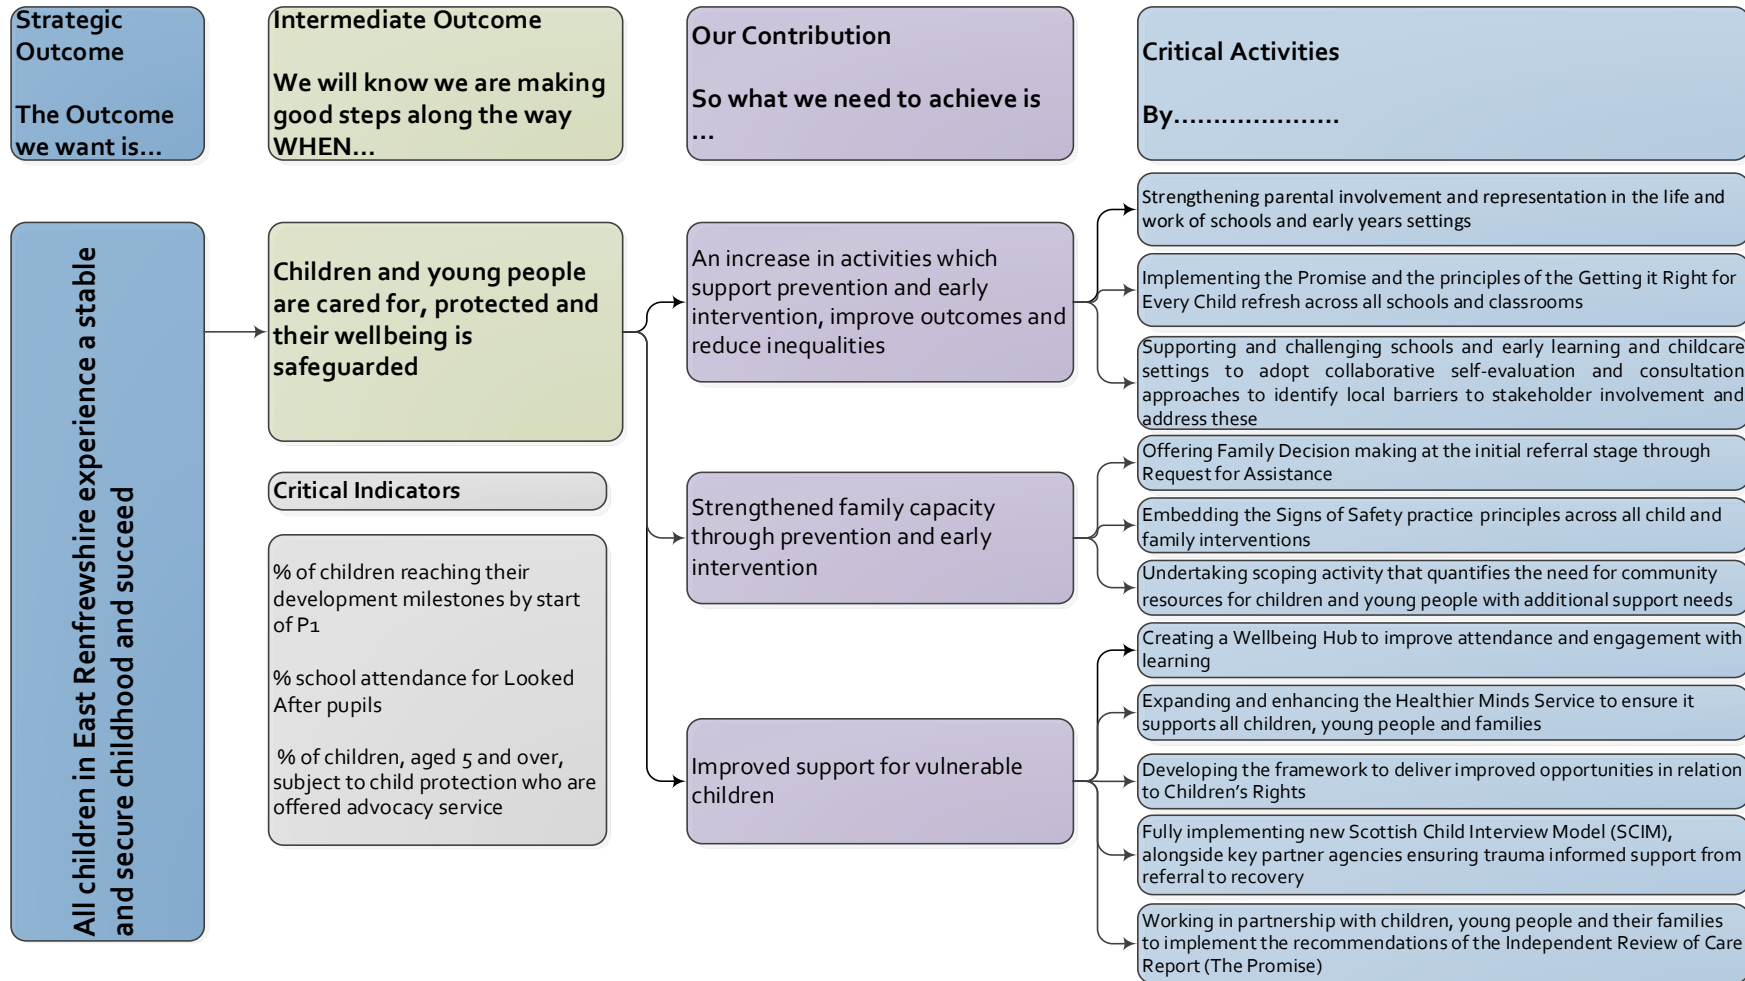 Strategic
Outcome
The Outcome
we want is...
Intermediate Outcome
We will know we are making
good steps along the way
WHEN...
Our Contribution
So what we need to achieve is
...
Critical Activities
By.....................
All children in East Renfrewshire experience a stable
and secure childhood and succeed
Children and young people
are cared for, protected and
their wellbeing is
safeguarded
Critical Indicators
% of children reaching their
development milestones by start
of P1
% school attendance for Looked
After pupils
% of children, aged 5 and over,
subject to child protection who are
offered advocacy service
An increase in activities which
support prevention and early
intervention, improve outcomes and
reduce inequalities
Strengthened family capacity
through prevention and early
intervention
Improved support for vulnerable
children
Strengthening parental involvement and representation in the life and
work of schools and early years settings
Implementing the Promise and the principles of the Getting it Right for
Every Child refresh across all schools and classrooms
Supporting and challenging schools and early learning and childcare
settings to adopt collaborative self-evaluation and consultation
approaches to identify local barriers to stakeholder involvement and
address these
Offering Family Decision making at the initial referral stage through
Request for Assistance
Embedding the Signs of Safety practice principles across all child and
family interventions
Undertaking scoping activity that quantifies the need for community
resources for children and young people with additional support needs
Creating a Wellbeing Hub to improve attendance and engagement with
learning
Expanding and enhancing the Healthier Minds Service to ensure it
supports all children, young people and families
Developing the framework to deliver improved opportunities in relation
to Children's Rights
Fully implementing new Scottish Child Interview Model (SCIM),
alongside key partner agencies ensuring trauma informed support from
referral to recovery
Working in partnership with children, young people and their families
to implement the recommendations of the Independent Review of Care
Report (The Promise)